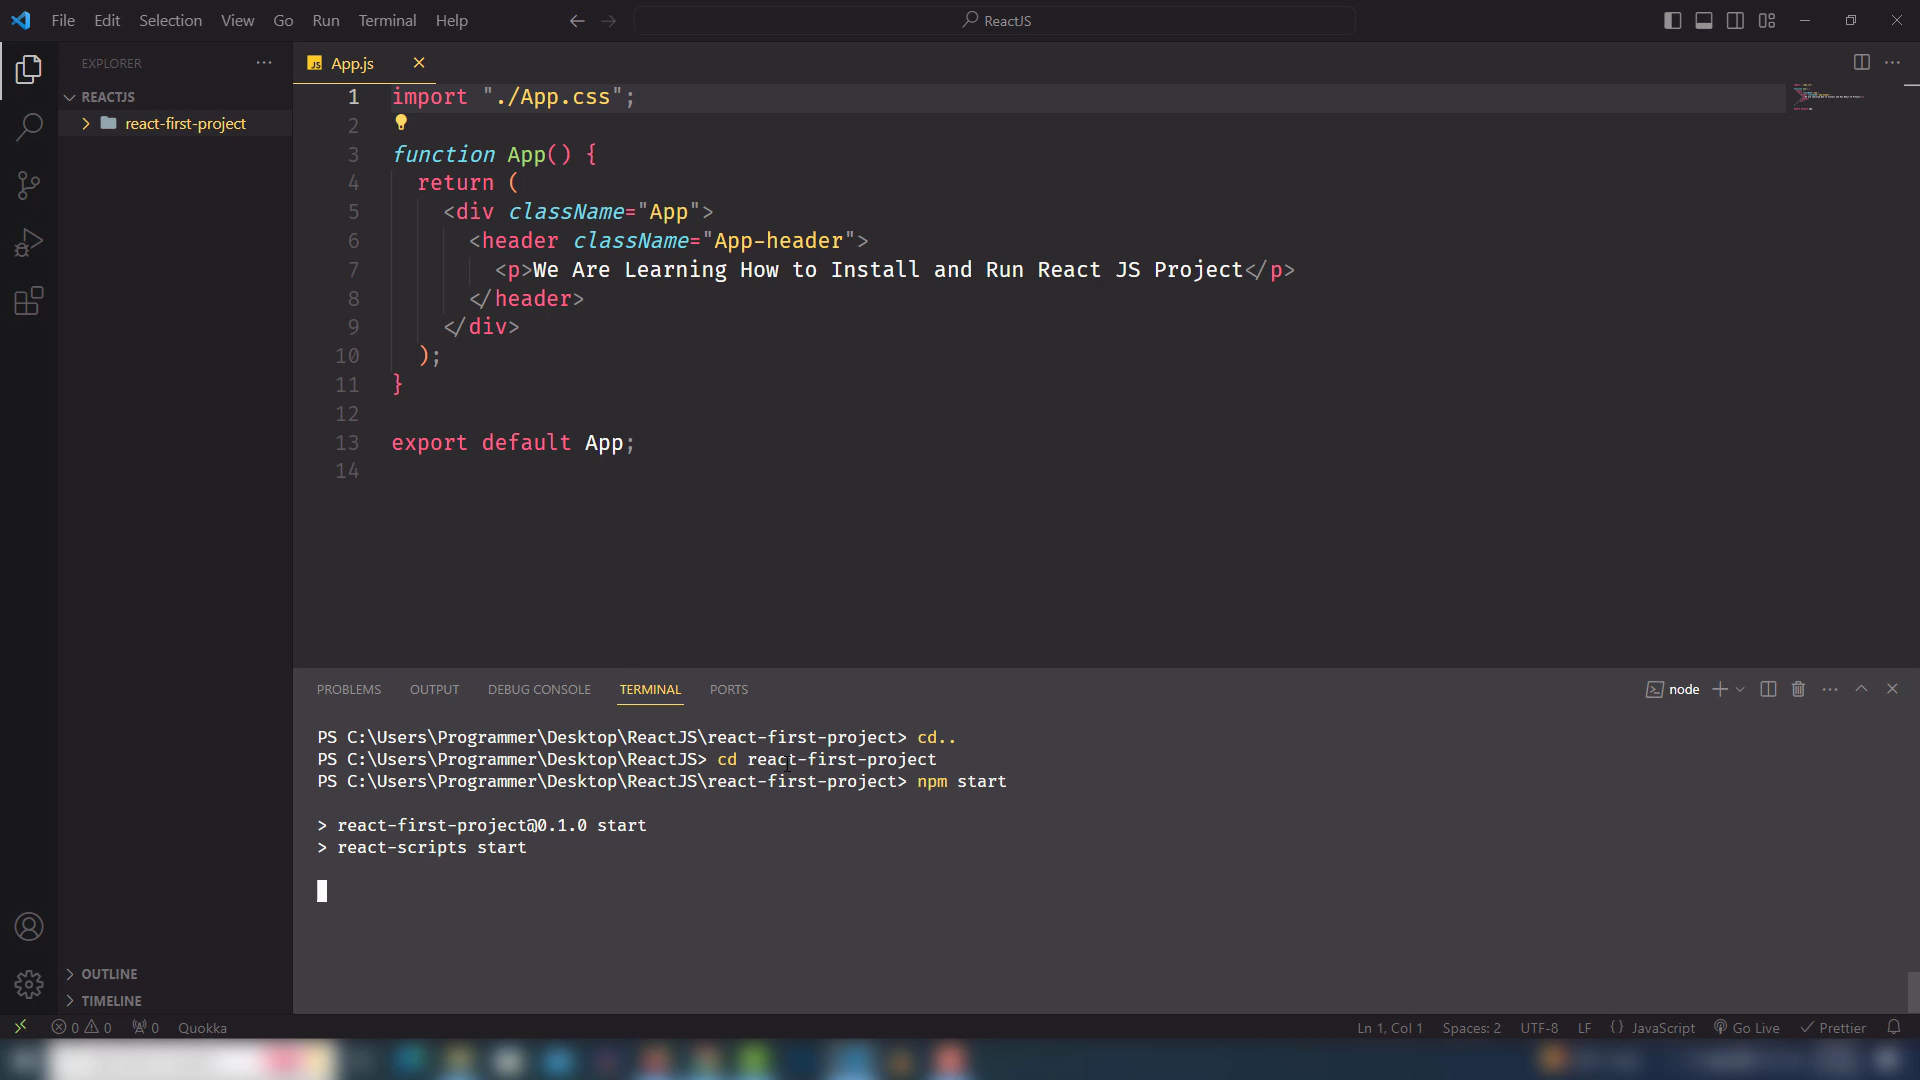 File Edit Selection View Go Run Terminal Help
ReactJS
EXPLORER
REACTJS
react-first-project
OUTLINE
TIMELINE
JS App.js
1 import "./App.css";
2
3 function App() {
4 return (
5 <div className="App">
6 <header className="App-header">
7 <p>We Are Learning How to Install and Run React JS Project</p>
8 </header>
9 </div>
10 );
11 }
12
13 export default App;
14
PROBLEMS OUTPUT DEBUG CONSOLE TERMINAL PORTS
node
PS C:\Users\Programmer\Desktop\ReactJS\react-first-project> cd..
PS C:\Users\Programmer\Desktop\ReactJS> cd react-first-project
PS C:\Users\Programmer\Desktop\ReactJS\react-first-project> npm start
> react-first-project@0.1.0 start
> react-scripts start
0 0 0 Quokka Ln 1, Col 1 Spaces: 2 UTF-8 LF {} JavaScript Go Live Prettier